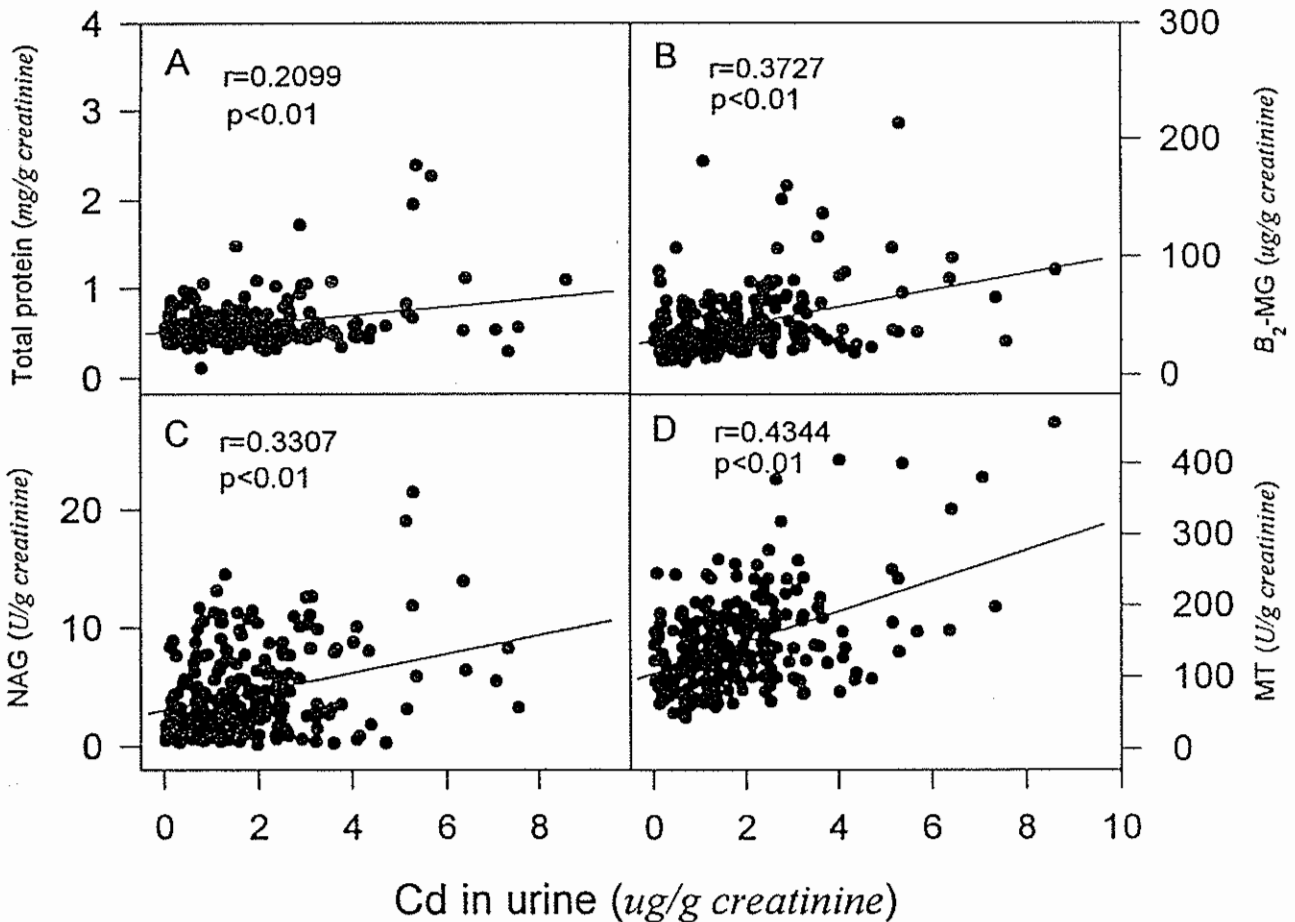 A
r=0.2099
p<0.01
4
3
2
1
0
Total protein (mg/g creatinine)
B
r=0.3727
p<0.01
300
200
100
0
B2-MG (ug/g creatinine)
C
r=0.3307
p<0.01
20
10
0
NAG (U/g creatinine)
D
r=0.4344
p<0.01
400
300
200
100
0
MT (U/g creatinine)
0 2 4 6 8
0 2 4 6 8 10
Cd in urine (ug/g creatinine)